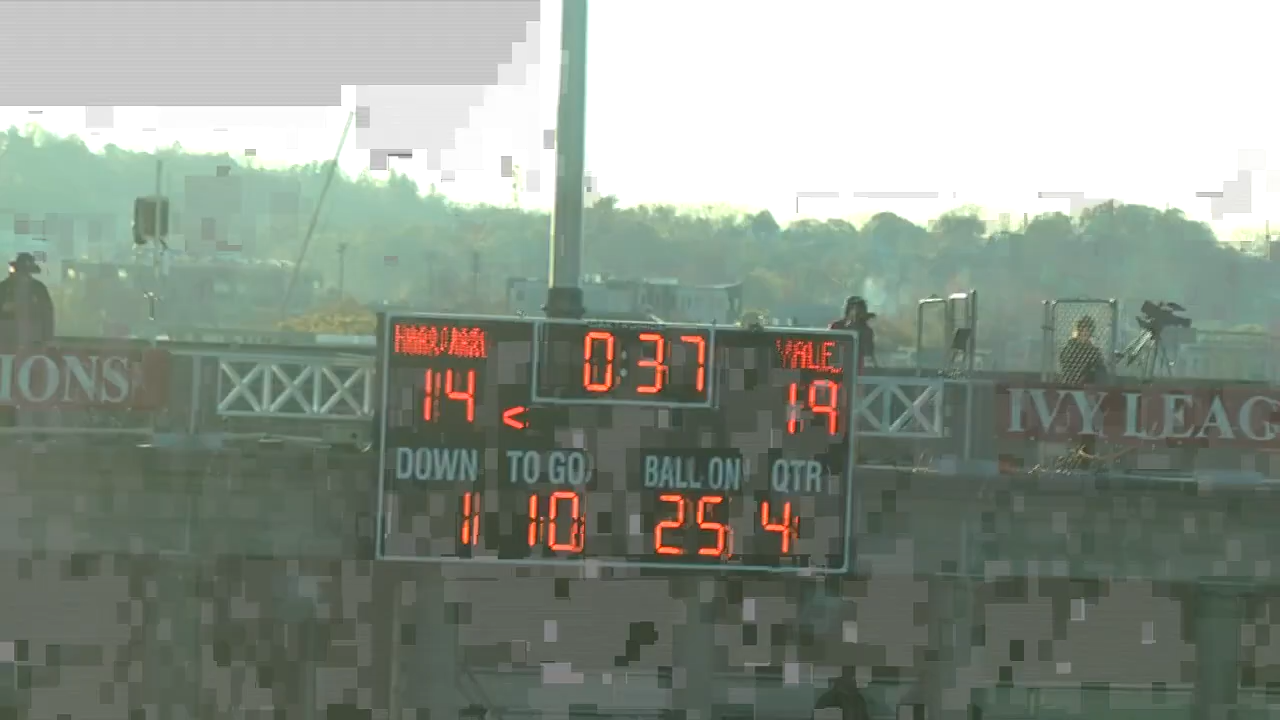 IONS
HARVARD 0:37 YALE
14 < 19
IVY LEAG
DOWN TO GO BALL ON QTR
1 10 25 4